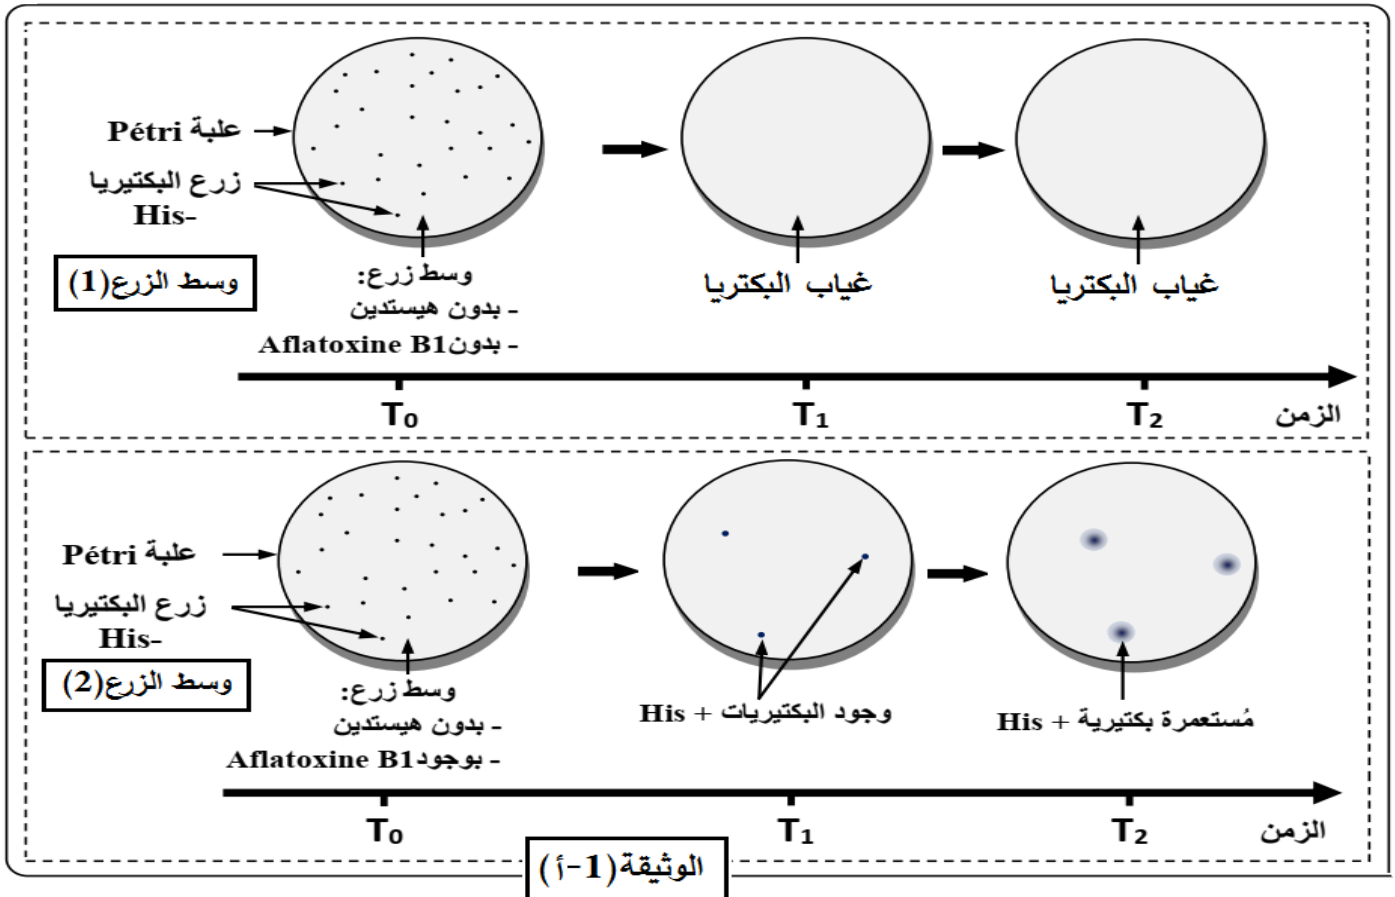 علبة Pétri
زرع البكتيريا
His-
وسط الزرع(1)
وسط زرع:
- بدون هيستدين
- بدونAflatoxine B1
غياب البكتريا
غياب البكتريا
T₀
T₁
T₂
الزمن
علبة Pétri
زرع البكتيريا
His-
وسط الزرع(2)
وسط زرع:
- بدون هيستدين
- بوجودAflatoxine B1
وجود البكتيريات + His
مُستعمرة بكتيرية + His
T₀
T₁
T₂
الزمن
الوثيقة(1-أ)